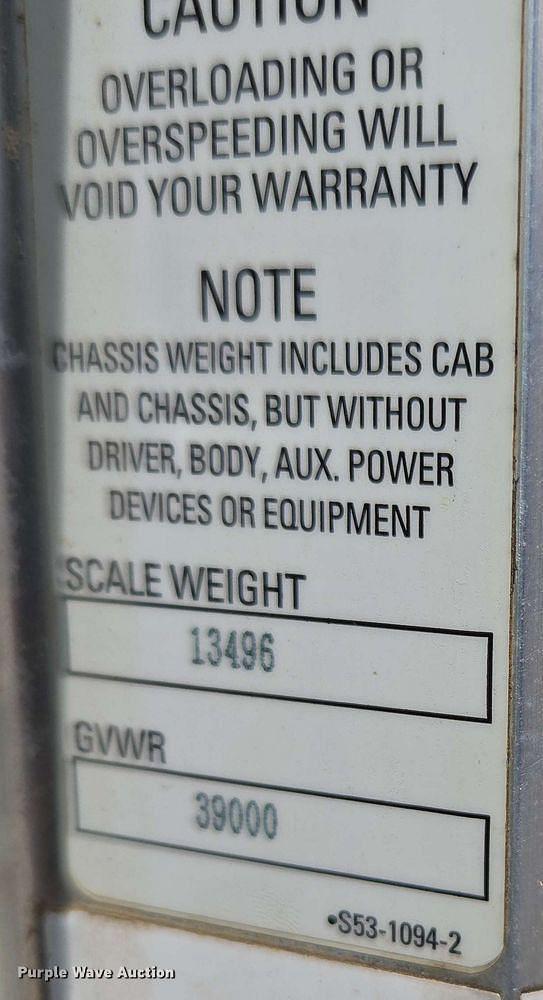 CAUTION
OVERLOADING OR
OVERSPEEDING WILL
VOID YOUR WARRANTY
NOTE
CHASSIS WEIGHT INCLUDES CAB
AND CHASSIS, BUT WITHOUT
DRIVER, BODY, AUX. POWER
DEVICES OR EQUIPMENT
SCALE WEIGHT
13496
GVWR
39000
•S53-1094-2
Purple Wave Auction